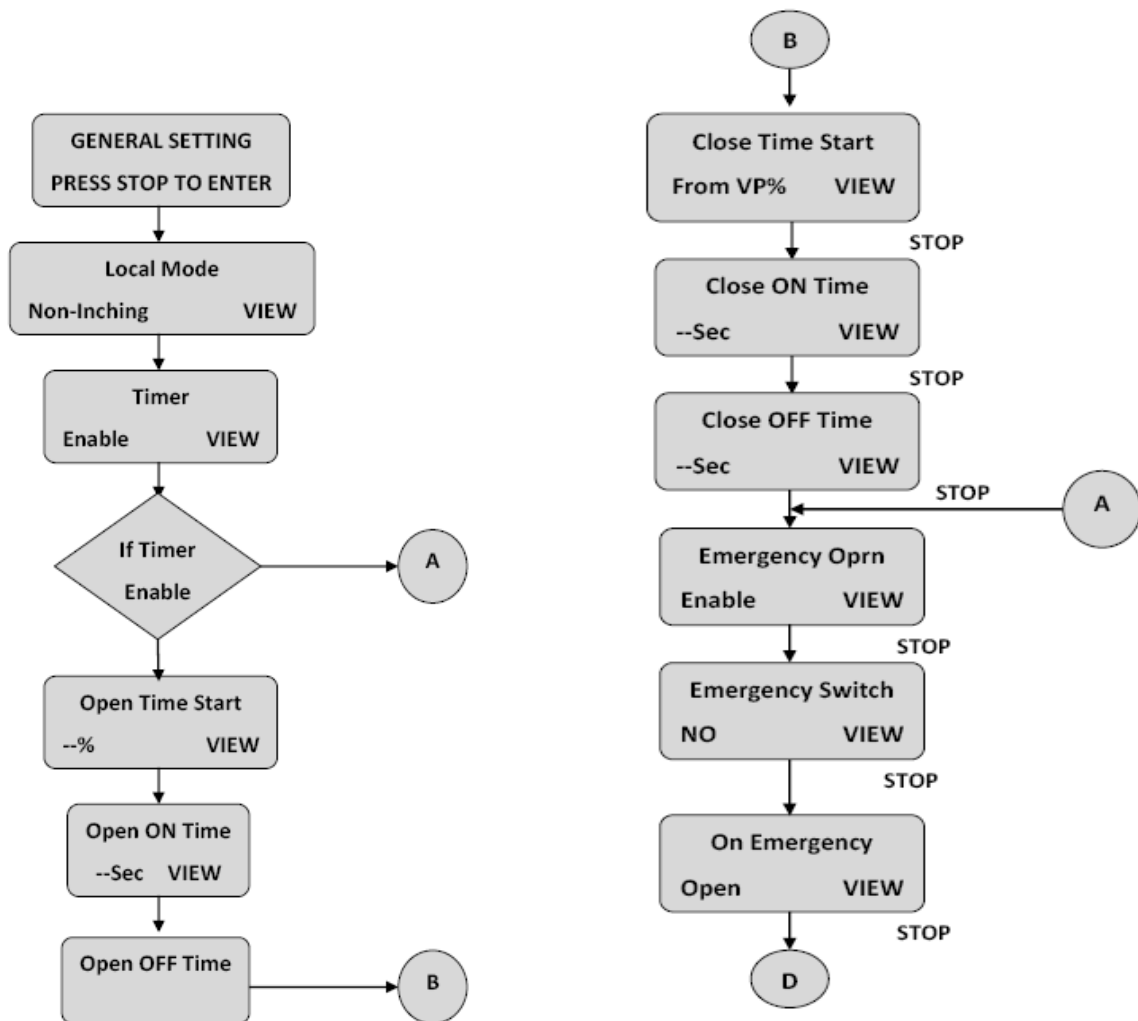 GENERAL SETTING
PRESS STOP TO ENTER
Local Mode
Non-Inching VIEW
Timer
Enable VIEW
If Timer
Enable
A
Open Time Start
--% VIEW
Open ON Time
--Sec VIEW
Open OFF Time
B
B
Close Time Start
From VP% VIEW
STOP
Close ON Time
--Sec VIEW
STOP
Close OFF Time
--Sec VIEW
STOP
A
Emergency Oprn
Enable VIEW
STOP
Emergency Switch
NO VIEW
STOP
On Emergency
Open VIEW
STOP
D